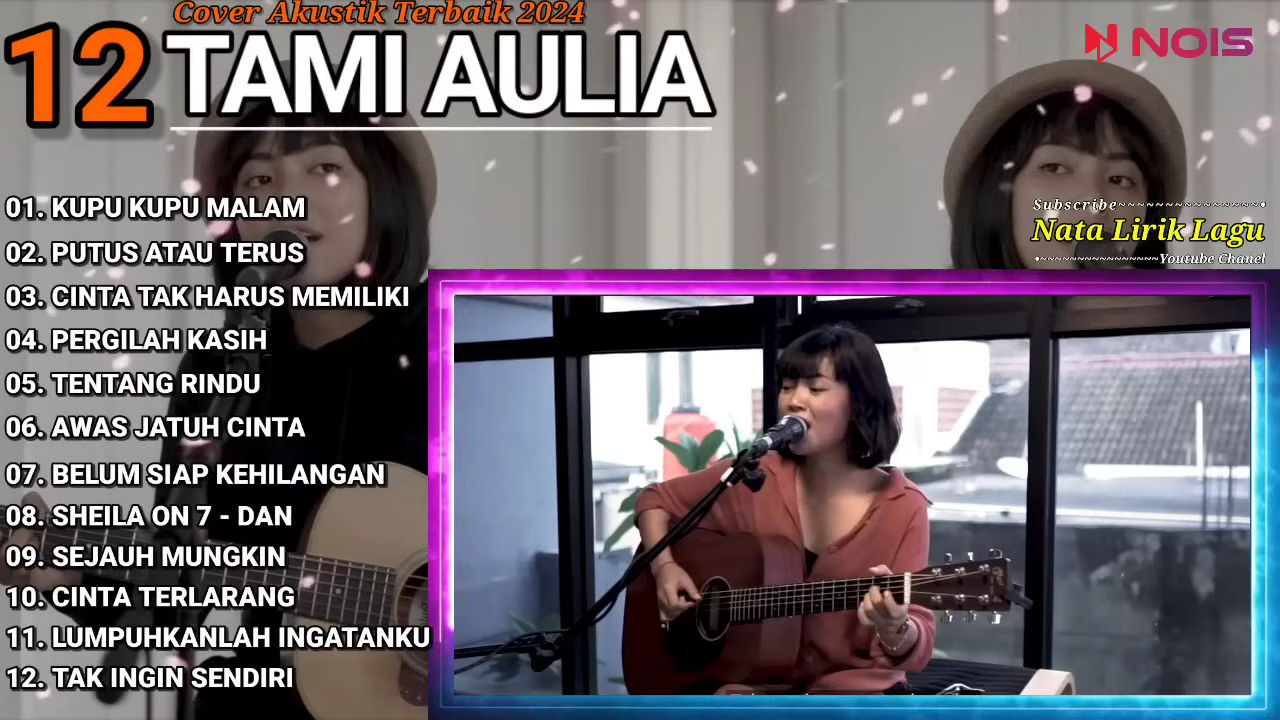 Cover Akustik Terbaik 2024
12 TAMI AULIA
NOIS
01. KUPU KUPU MALAM
02. PUTUS ATAU TERUS
03. CINTA TAK HARUS MEMILIKI
04. PERGILAH KASIH
05. TENTANG RINDU
06. AWAS JATUH CINTA
07. BELUM SIAP KEHILANGAN
08. SHEILA ON 7 - DAN
09. SEJAUH MUNGKIN
10. CINTA TERLARANG
11. LUMPUHKANLAH INGATANKU
12. TAK INGIN SENDIRI
Subscribe~~~~~~~~~~~~~~~•
Nata Lirik Lagu
•~~~~~~~~~~~~~~~~Youtube Chanel